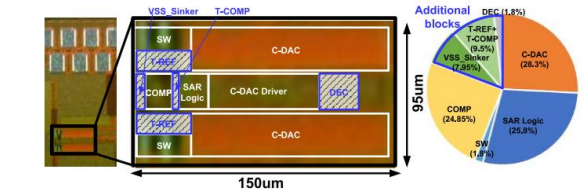 VSS_Sinker
T-COMP
SW
C-DAC
T-REF
COMP
SAR
Logic
C-DAC Driver
DEC
T-REF
SW
C-DAC
95um
150um
Additional
blocks
DEC (1.8%)
T-REF+
T-COMP
(9.5%)
VSS_Sinker
(7.95%)
C-DAC
(28.3%)
COMP
(24.85%)
SAR Logic
(25.8%)
SW
(1.8%)